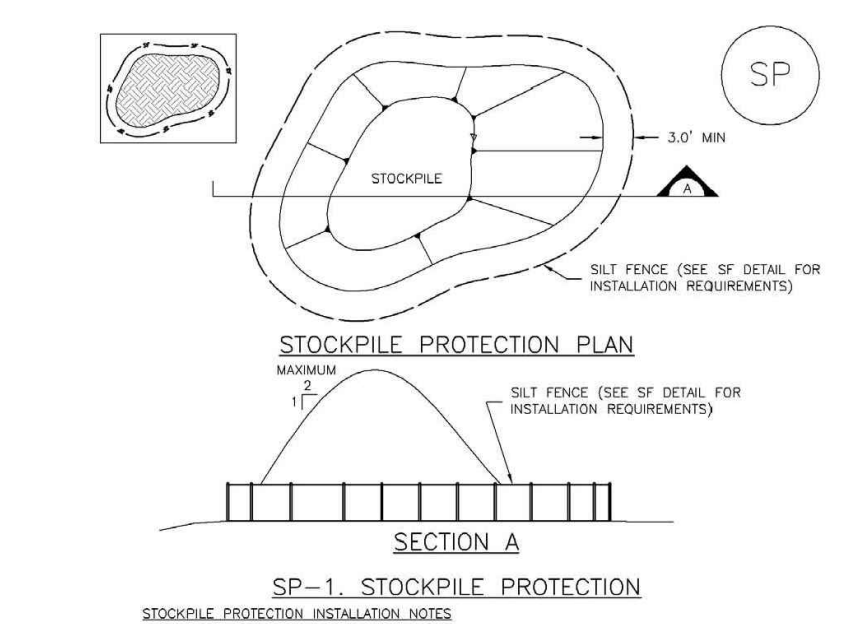 SP
3.0' MIN
STOCKPILE
A
SILT FENCE (SEE SF DETAIL FOR
INSTALLATION REQUIREMENTS)
STOCKPILE PROTECTION PLAN
MAXIMUM
2
1
SILT FENCE (SEE SF DETAIL FOR
INSTALLATION REQUIREMENTS)
SECTION A
SP-1. STOCKPILE PROTECTION
STOCKPILE PROTECTION INSTALLATION NOTES